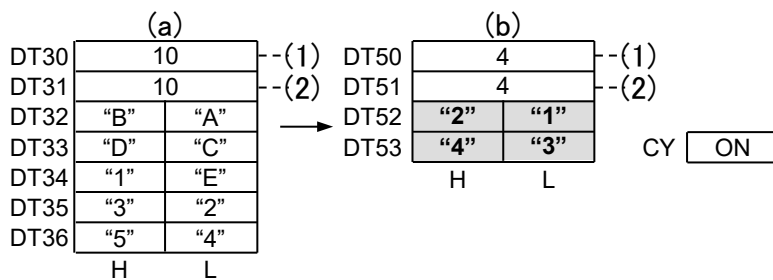 (a) (b)
DT30 10 --(1) DT50 4 --(1)
DT31 10 --(2) DT51 4 --(2)
DT32 “B” “A” DT52 “2” “1”
DT33 “D” “C” DT53 “4” “3” CY ON
DT34 “1” “E” H L
DT35 “3” “2”
DT36 “5” “4”
H L